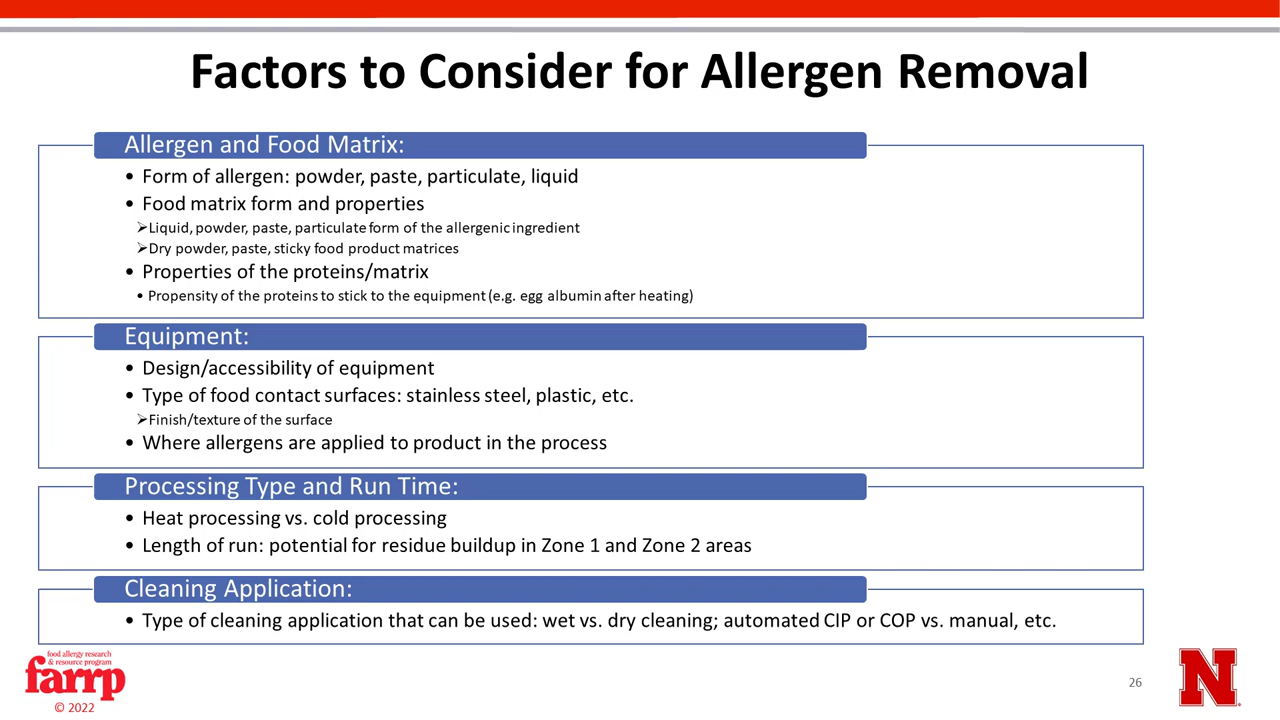 Factors to Consider for Allergen Removal
Allergen and Food Matrix:
• Form of allergen: powder, paste, particulate, liquid
• Food matrix form and properties
➢Liquid, powder, paste, particulate form of the allergenic ingredient
➢Dry powder, paste, sticky food product matrices
• Properties of the proteins/matrix
• Propensity of the proteins to stick to the equipment (e.g. egg albumin after heating)
Equipment:
• Design/accessibility of equipment
• Type of food contact surfaces: stainless steel, plastic, etc.
➢Finish/texture of the surface
• Where allergens are applied to product in the process
Processing Type and Run Time:
• Heat processing vs. cold processing
• Length of run: potential for residue buildup in Zone 1 and Zone 2 areas
Cleaning Application:
• Type of cleaning application that can be used: wet vs. dry cleaning; automated CIP or COP vs. manual, etc.
food allergy research
& resource program
farrp
© 2022
26
N